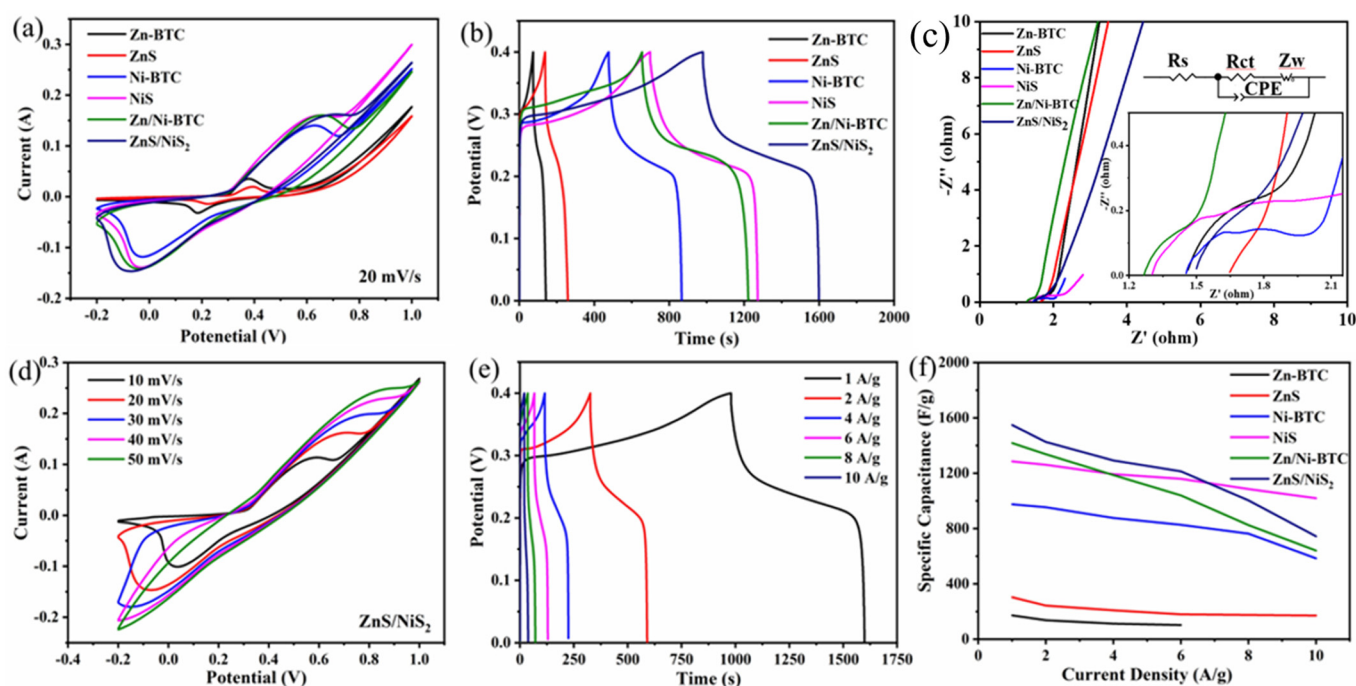 (a)
Zn-BTC
ZnS
Ni-BTC
NiS
Zn/Ni-BTC
ZnS/NiS₂
20 mV/s
Current (A)
0.3
0.2
0.1
0.0
-0.1
-0.2
-0.2 0.0 0.2 0.4 0.6 0.8 1.0
Potenetial (V)
(b)
Zn-BTC
ZnS
Ni-BTC
NiS
Zn/Ni-BTC
ZnS/NiS₂
Potential (V)
0.4
0.3
0.2
0.1
0.0
0 400 800 1200 1600 2000
Time (s)
(c)
Zn-BTC
ZnS
Ni-BTC
NiS
Zn/Ni-BTC
ZnS/NiS₂
Rs Rct Zw
CPE
-Z'' (ohm)
10
8
6
4
2
0
0 2 4 6 8 10
Z' (ohm)
-Z'' (ohm)
0.4
0.2
0.0
1.2 1.5 1.8 2.1
Z' (ohm)
(d)
10 mV/s
20 mV/s
30 mV/s
40 mV/s
50 mV/s
ZnS/NiS₂
Current (A)
0.3
0.2
0.1
0.0
-0.1
-0.2
-0.4 -0.2 0.0 0.2 0.4 0.6 0.8 1.0
Potential (V)
(e)
1 A/g
2 A/g
4 A/g
6 A/g
8 A/g
10 A/g
Potential (V)
0.4
0.3
0.2
0.1
0.0
0 250 500 750 1000 1250 1500
Time (s)
(f)
Zn-BTC
ZnS
Ni-BTC
NiS
Zn/Ni-BTC
ZnS/NiS₂
Specific Capacitance (F/g)
2000
1600
1200
800
400
0
0 2 4 6 8 10
Current Density (A/g)